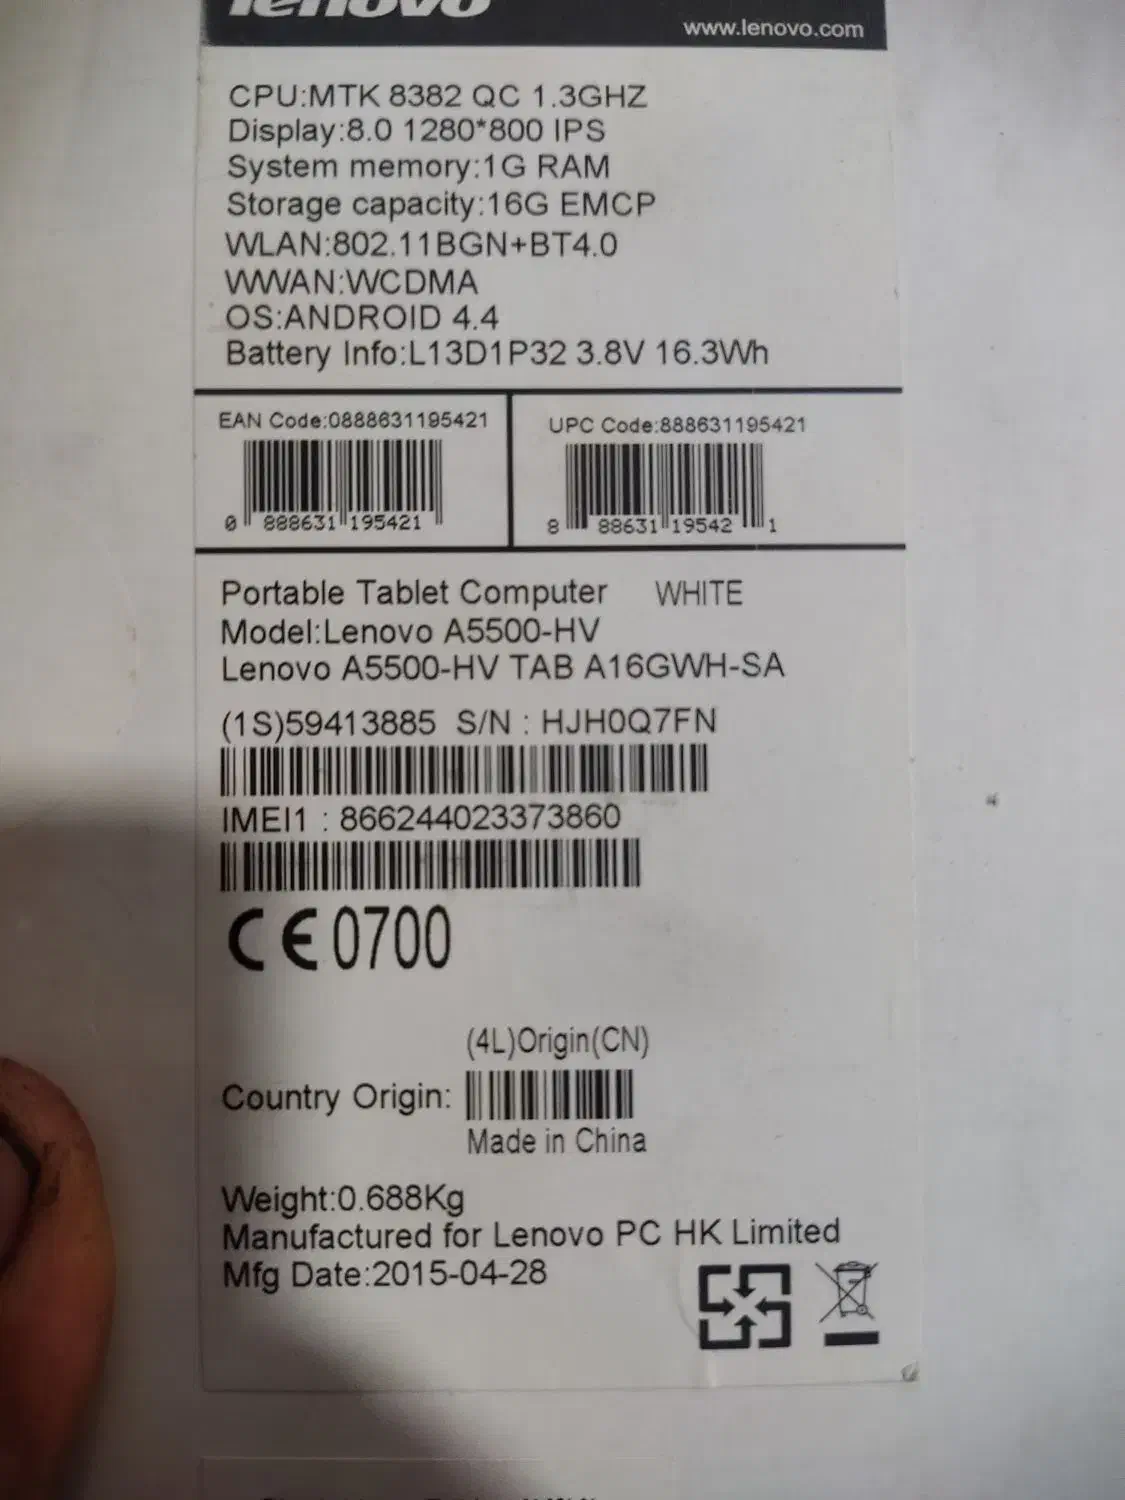 lenovo
www.lenovo.com
CPU:MTK 8382 QC 1.3GHZ
Display:8.0 1280*800 IPS
System memory:1G RAM
Storage capacity:16G EMCP
WLAN:802.11BGN+BT4.0
WWAN:WCDMA
OS:ANDROID 4.4
Battery Info:L13D1P32 3.8V 16.3Wh
EAN Code:0888631195421
0 888631 195421
UPC Code:888631195421
8 88631 19542 1
Portable Tablet Computer WHITE
Model:Lenovo A5500-HV
Lenovo A5500-HV TAB A16GWH-SA
(1S)59413885 S/N : HJH0Q7FN
IMEI1 : 866244023373860
CE0700
(4L)Origin(CN)
Country Origin:
Made in China
Weight:0.688Kg
Manufactured for Lenovo PC HK Limited
Mfg Date:2015-04-28